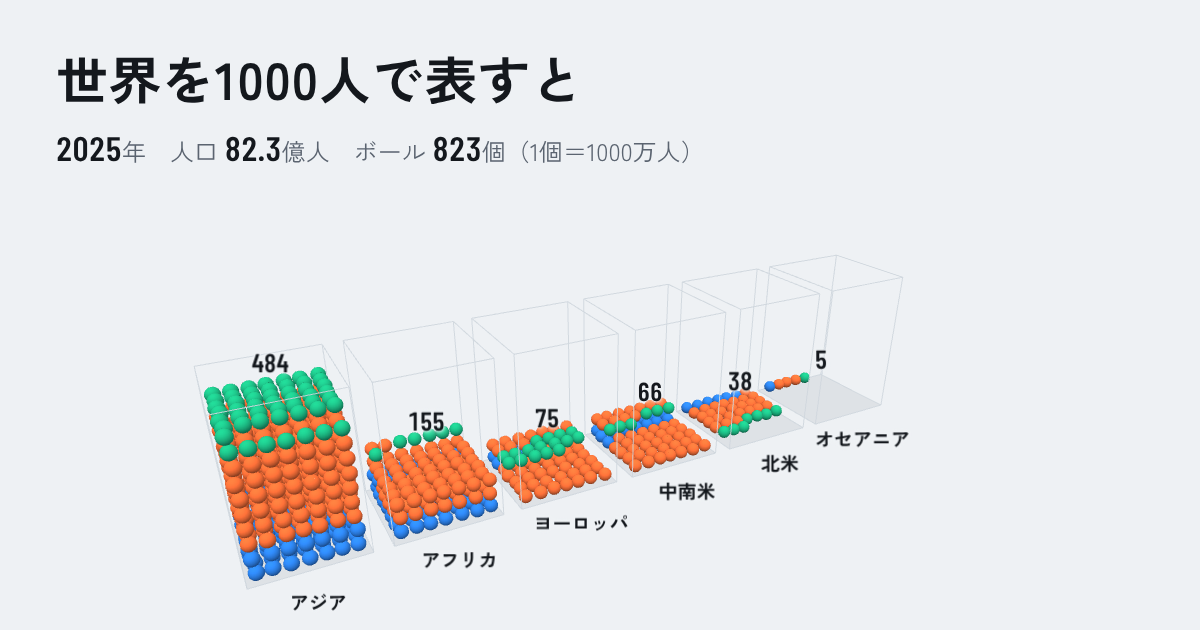 世界を1000人で表すと
2025年 人口 82.3億人 ボール 823個（1個＝1000万人）
484
155
75
66
38
5
アジア
アフリカ
ヨーロッパ
中南米
北米
オセアニア